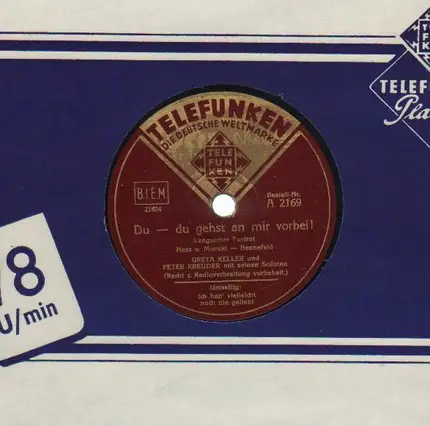 TELEFUNKEN
DIE DEUTSCHE WELTMARKE
TELE
FUN
KEN
B.I.E.M.
21824
Bestell-Nr.
A 2169
Du — du gehst an mir vorbei!
Langsamer Foxtrot
GRETA KELLER und
PETER KREUDER mit seinen Solisten
(Recht z. Radioverbreitung vorbehalt.)
Umseitig:
Ich hab' vielleicht
noch nie geliebt
TELEF
Pla
8
U/min